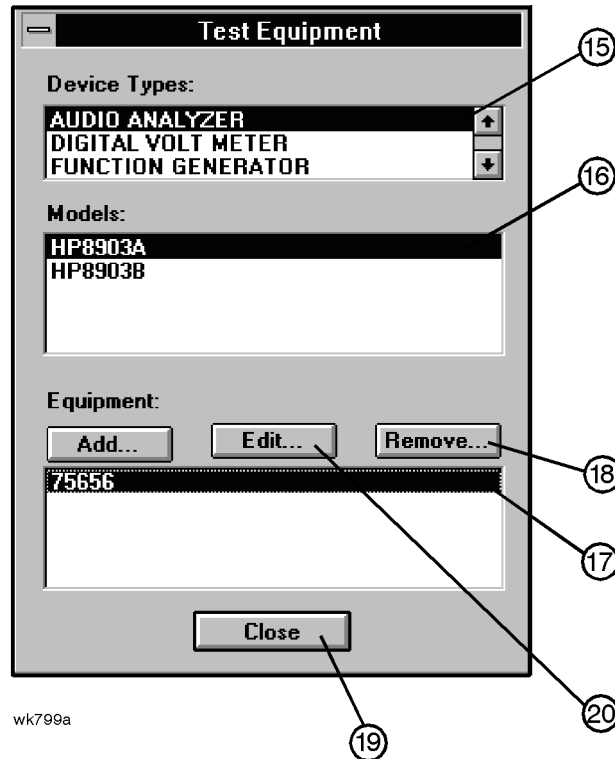 Test Equipment
15
Device Types:
AUDIO ANALYZER
DIGITAL VOLT METER
FUNCTION GENERATOR
16
Models:
HP8903A
HP8903B
Equipment:
Add... Edit... Remove...
18
75656
17
Close
20
wk799a
19